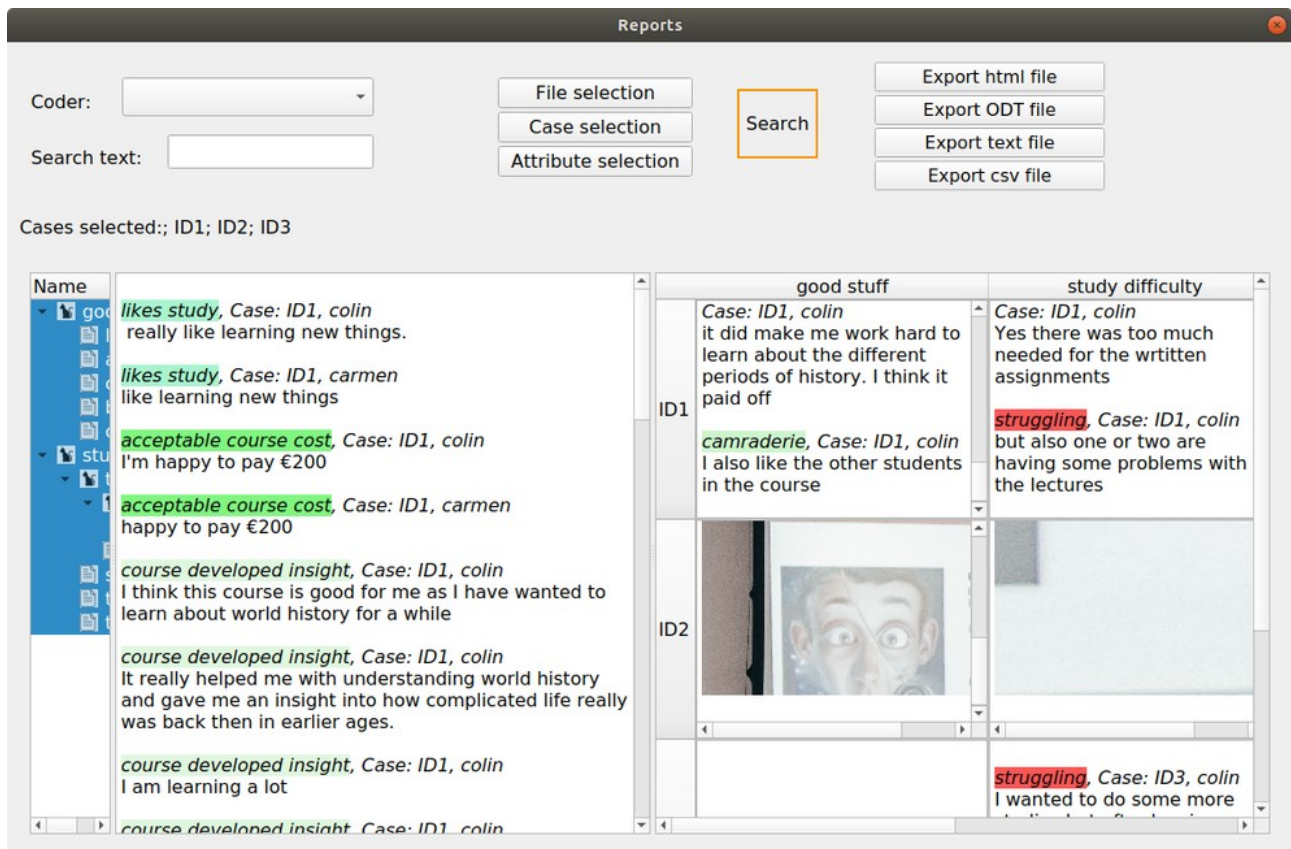 Reports
Coder:
Search text:
File selection
Case selection
Attribute selection
Search
Export html file
Export ODT file
Export text file
Export csv file
Cases selected:; ID1; ID2; ID3
Name
goo
stu
likes study, Case: ID1, colin
really like learning new things.
likes study, Case: ID1, carmen
like learning new things
acceptable course cost, Case: ID1, colin
I'm happy to pay €200
acceptable course cost, Case: ID1, carmen
happy to pay €200
course developed insight, Case: ID1, colin
I think this course is good for me as I have wanted to
learn about world history for a while
course developed insight, Case: ID1, colin
It really helped me with understanding world history
and gave me an insight into how complicated life really
was back then in earlier ages.
course developed insight, Case: ID1, colin
I am learning a lot
course developed insight, Case: ID1, colin
good stuff
study difficulty
ID1
Case: ID1, colin
it did make me work hard to
learn about the different
periods of history. I think it
paid off
camraderie, Case: ID1, colin
I also like the other students
in the course
Case: ID1, colin
Yes there was too much
needed for the wrtitten
assignments
struggling, Case: ID1, colin
but also one or two are
having some problems with
the lectures
ID2
struggling, Case: ID3, colin
I wanted to do some more